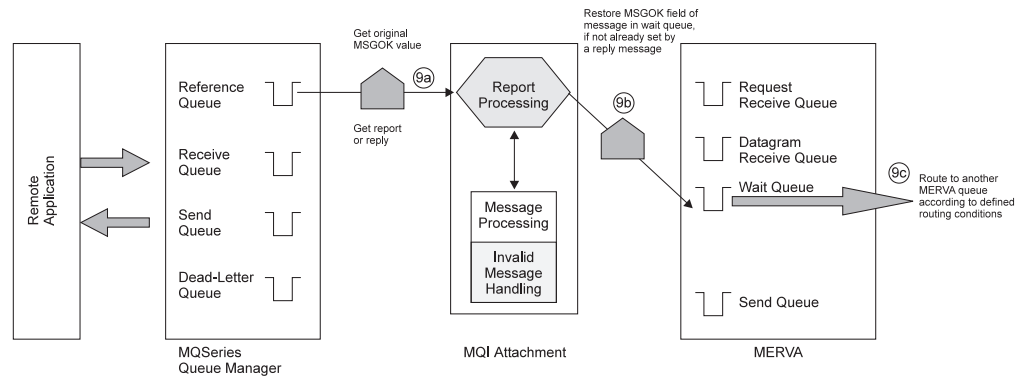 Remote
Application
Reference
Queue
Receive
Queue
Send
Queue
Dead-Letter
Queue
MQSeries
Queue Manager
Get original
MSGOK value
9a
Get report
or reply
Report
Processing
Message
Processing
Invalid
Message
Handling
MQI Attachment
Restore MSGOK field of
message in wait queue,
if not already set by
a reply message
9b
Request
Receive Queue
Datagram
Receive Queue
Wait Queue
Send Queue
MERVA
9c
Route to another
MERVA queue
according to defined
routing conditions